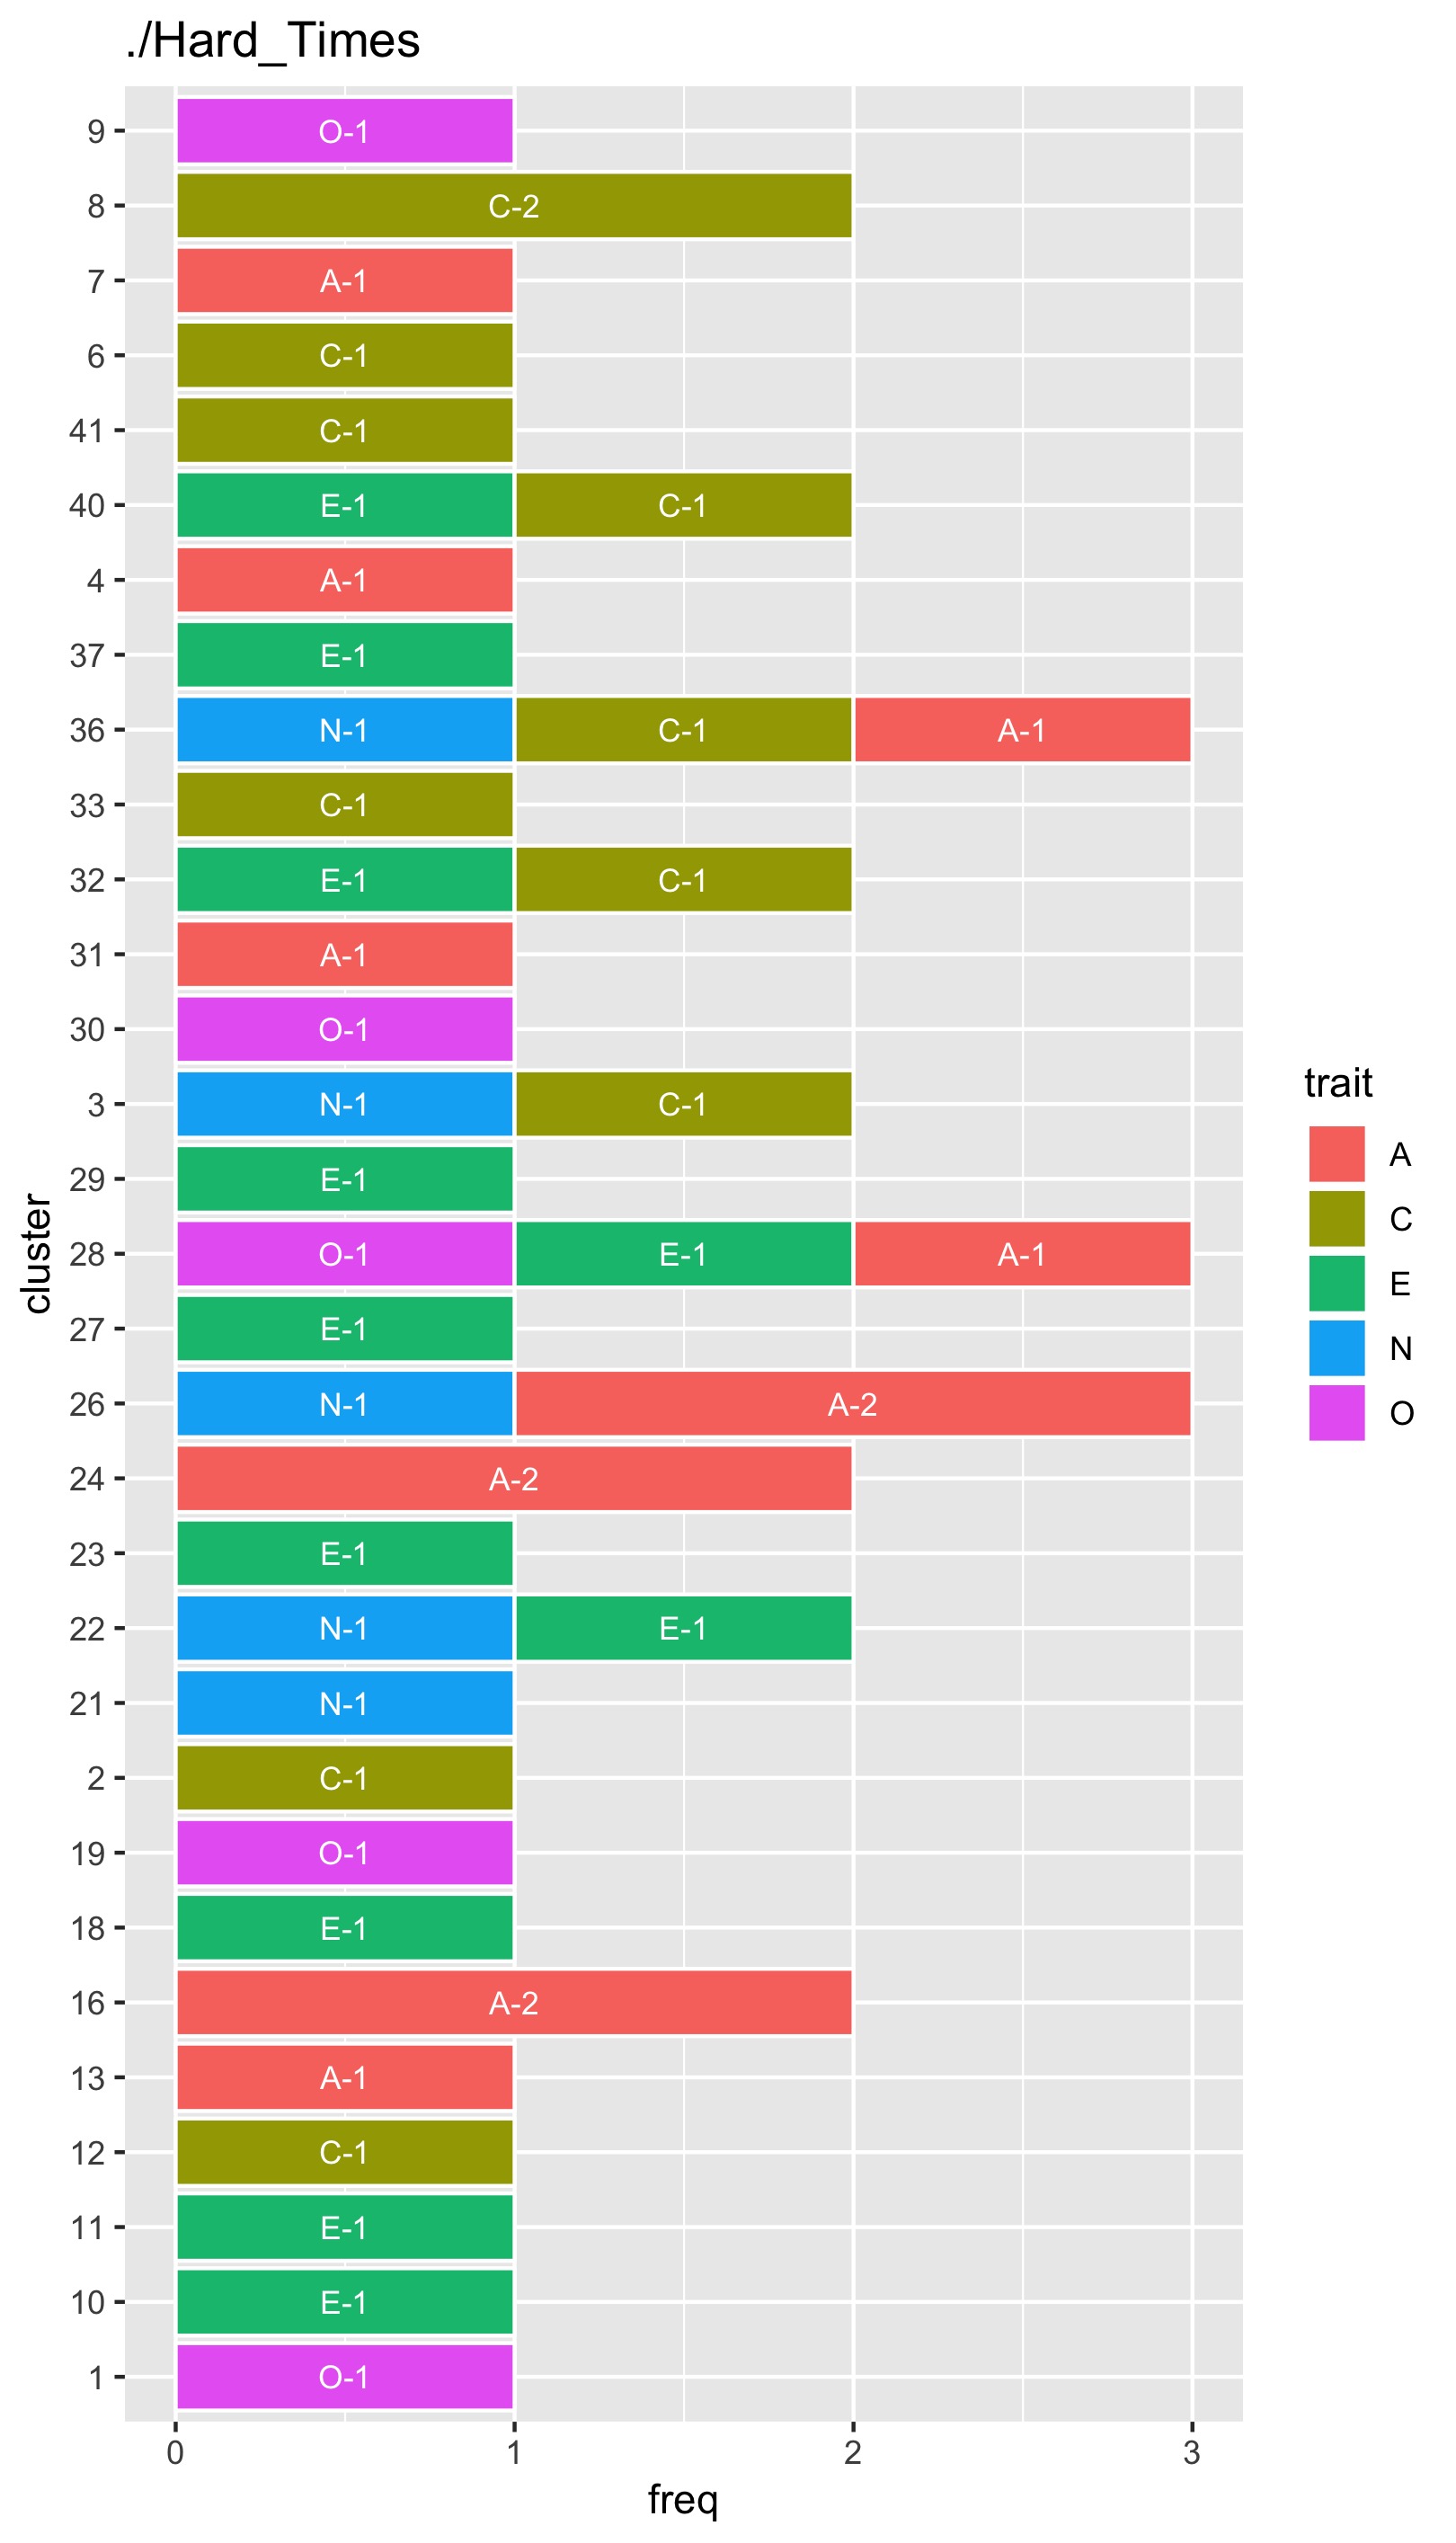 ./Hard_Times
9 O-1
8 C-2
7 A-1
6 C-1
41 C-1
40 E-1 C-1
4 A-1
37 E-1
36 N-1 C-1 A-1
33 C-1
32 E-1 C-1
31 A-1
30 O-1
3 N-1 C-1
29 E-1
28 O-1 E-1 A-1
27 E-1
26 N-1 A-2
24 A-2
23 E-1
22 N-1 E-1
21 N-1
2 C-1
19 O-1
18 E-1
16 A-2
13 A-1
12 C-1
11 E-1
10 E-1
1 O-1
0 1 2 3
freq
cluster
trait
A
C
E
N
O